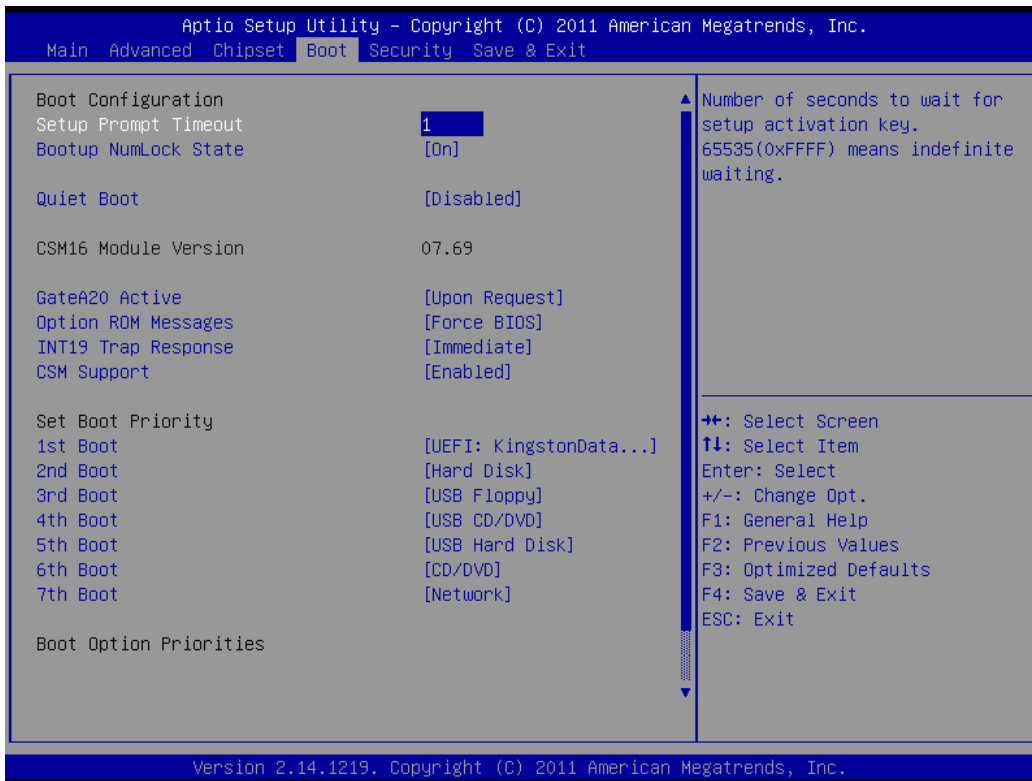 Aptio Setup Utility – Copyright (C) 2011 American Megatrends, Inc.
Main Advanced Chipset Boot Security Save & Exit
Boot Configuration
Setup Prompt Timeout 1
Bootup NumLock State [On]
Quiet Boot [Disabled]
CSM16 Module Version 07.69
GateA20 Active [Upon Request]
Option ROM Messages [Force BIOS]
INT19 Trap Response [Immediate]
CSM Support [Enabled]
Set Boot Priority
1st Boot [UEFI: KingstonData...]
2nd Boot [Hard Disk]
3rd Boot [USB Floppy]
4th Boot [USB CD/DVD]
5th Boot [USB Hard Disk]
6th Boot [CD/DVD]
7th Boot [Network]
Boot Option Priorities
Number of seconds to wait for
setup activation key.
65535(0xFFFF) means indefinite
waiting.
→←: Select Screen
↑↓: Select Item
Enter: Select
+/-: Change Opt.
F1: General Help
F2: Previous Values
F3: Optimized Defaults
F4: Save & Exit
ESC: Exit
Version 2.14.1219. Copyright (C) 2011 American Megatrends, Inc.